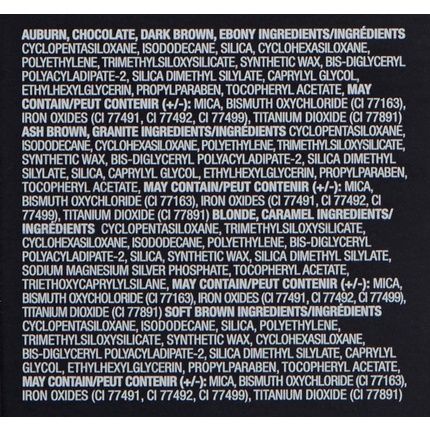 AUBURN, CHOCOLATE, DARK BROWN, EBONY INGREDIENTS/INGRÉDIENTS
CYCLOPENTASILOXANE, ISODODECANE, SILICA, CYCLOHEXASILOXANE,
POLYETHYLENE, TRIMETHYLSILOXYSILICATE, SYNTHETIC WAX, BIS-DIGLYCERYL
POLYACYLADIPATE-2, SILICA DIMETHYL SILYLATE, CAPRYLYL GLYCOL,
ETHYLHEXYLGLYCERIN, PROPYLPARABEN, TOCOPHERYL ACETATE, MAY
CONTAIN/PEUT CONTENIR (+/-): MICA, BISMUTH OXYCHLORIDE (CI 77163),
IRON OXIDES (CI 77491, CI 77492, CI 77499), TITANIUM DIOXIDE (CI 77891)
ASH BROWN, GRANITE INGREDIENTS/INGRÉDIENTS CYCLOPENTASILOXANE,
ISODODECANE, CYCLOHEXASILOXANE, POLYETHYLENE, TRIMETHYLSILOXYSILICATE,
SYNTHETIC WAX, BIS-DIGLYCERYL POLYACYLADIPATE-2, SILICA DIMETHYL
SILYLATE, SILICA, CAPRYLYL GLYCOL, ETHYLHEXYLGLYCERIN, PROPYLPARABEN,
TOCOPHERYL ACETATE, MAY CONTAIN/PEUT CONTENIR (+/-): MICA,
BISMUTH OXYCHLORIDE (CI 77163), IRON OXIDES (CI 77491, CI 77492, CI
77499), TITANIUM DIOXIDE (CI 77891) BLONDE, CARAMEL INGREDIENTS/
INGRÉDIENTS CYCLOPENTASILOXANE, TRIMETHYLSILOXYSILICATE,
CYCLOHEXASILOXANE, ISODODECANE, POLYETHYLENE, BIS-DIGLYCERYL
POLYACYLADIPATE-2, SILICA, SYNTHETIC WAX, SILICA DIMETHYL SILYLATE,
SODIUM MAGNESIUM SILVER PHOSPHATE, TOCOPHERYL ACETATE,
TRIETHOXYCAPRYLYLSILANE, MAY CONTAIN/PEUT CONTENIR (+/-): MICA,
BISMUTH OXYCHOLORIDE (CI 77163), IRON OXIDES (CI 77491, CI 77492, CI 77499),
TITANIUM DIOXIDE (CI 77891) SOFT BROWN INGREDIENTS/INGRÉDIENTS
CYCLOPENTASILOXANE, ISODODECANE, SILICA, POLYETHYLENE,
TRIMETHYLSILOXYSILICATE, SYNTHETIC WAX, CYCLOHEXASILOXANE,
BIS-DIGLYCERYL POLYACYLADIPATE-2, SILICA DIMETHYL SILYLATE, CAPRYLYL
GLYCOL, ETHYLHEXYLGLYCERIN, PROPYLPARABEN, TOCOPHERYL ACETATE,
MAY CONTAIN/PEUT CONTENIR (+/-): MICA, BISMUTH OXYCHLORIDE (CI 77163),
IRON OXIDES (CI 77491, CI 77492, CI 77499), TITANIUM DIOXIDE (CI 77891)